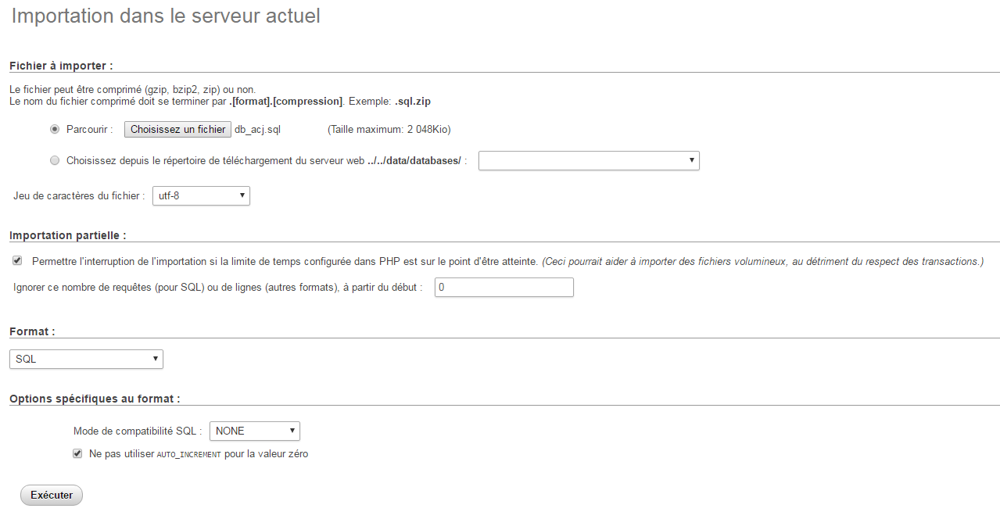 Importation dans le serveur actuel
Fichier à importer :
Le fichier peut être comprimé (gzip, bzip2, zip) ou non.
Le nom du fichier comprimé doit se terminer par .[format].[compression]. Exemple: .sql.zip
Parcourir : Choisissez un fichier db_acj.sql (Taille maximum: 2 048Kio)
Choisissez depuis le répertoire de téléchargement du serveur web ../../data/databases/ :
Jeu de caractères du fichier : utf-8
Importation partielle :
Permettre l'interruption de l'importation si la limite de temps configurée dans PHP est sur le point d'être atteinte. (Ceci pourrait aider à importer des fichiers volumineux, au détriment du respect des transactions.)
Ignorer ce nombre de requêtes (pour SQL) ou de lignes (autres formats), à partir du début : 0
Format :
SQL
Options spécifiques au format :
Mode de compatibilité SQL : NONE
Ne pas utiliser AUTO_INCREMENT pour la valeur zéro
Exécuter